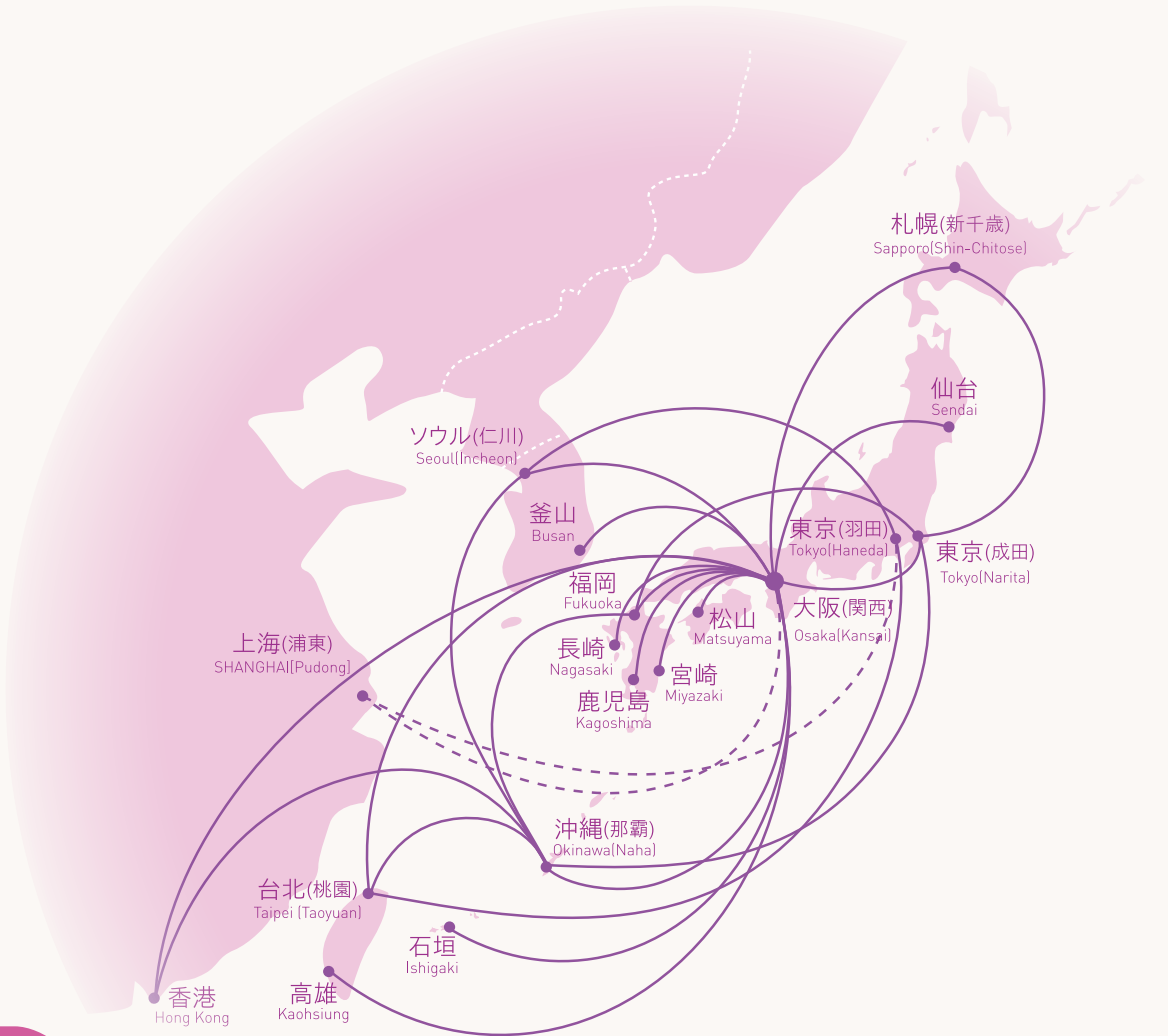 札幌(新千歳)
Sapporo(Shin-Chitose)
仙台
Sendai
ソウル(仁川)
Seoul(Incheon)
釜山
Busan
東京(羽田)
Tokyo(Haneda)
東京(成田)
Tokyo(Narita)
福岡
Fukuoka
松山
Matsuyama
大阪(関西)
Osaka(Kansai)
上海(浦東)
SHANGHAI(Pudong)
長崎
Nagasaki
宮崎
Miyazaki
鹿児島
Kagoshima
沖縄(那覇)
Okinawa(Naha)
台北(桃園)
Taipei (Taoyuan)
石垣
Ishigaki
高雄
Kaohsiung
香港
Hong Kong